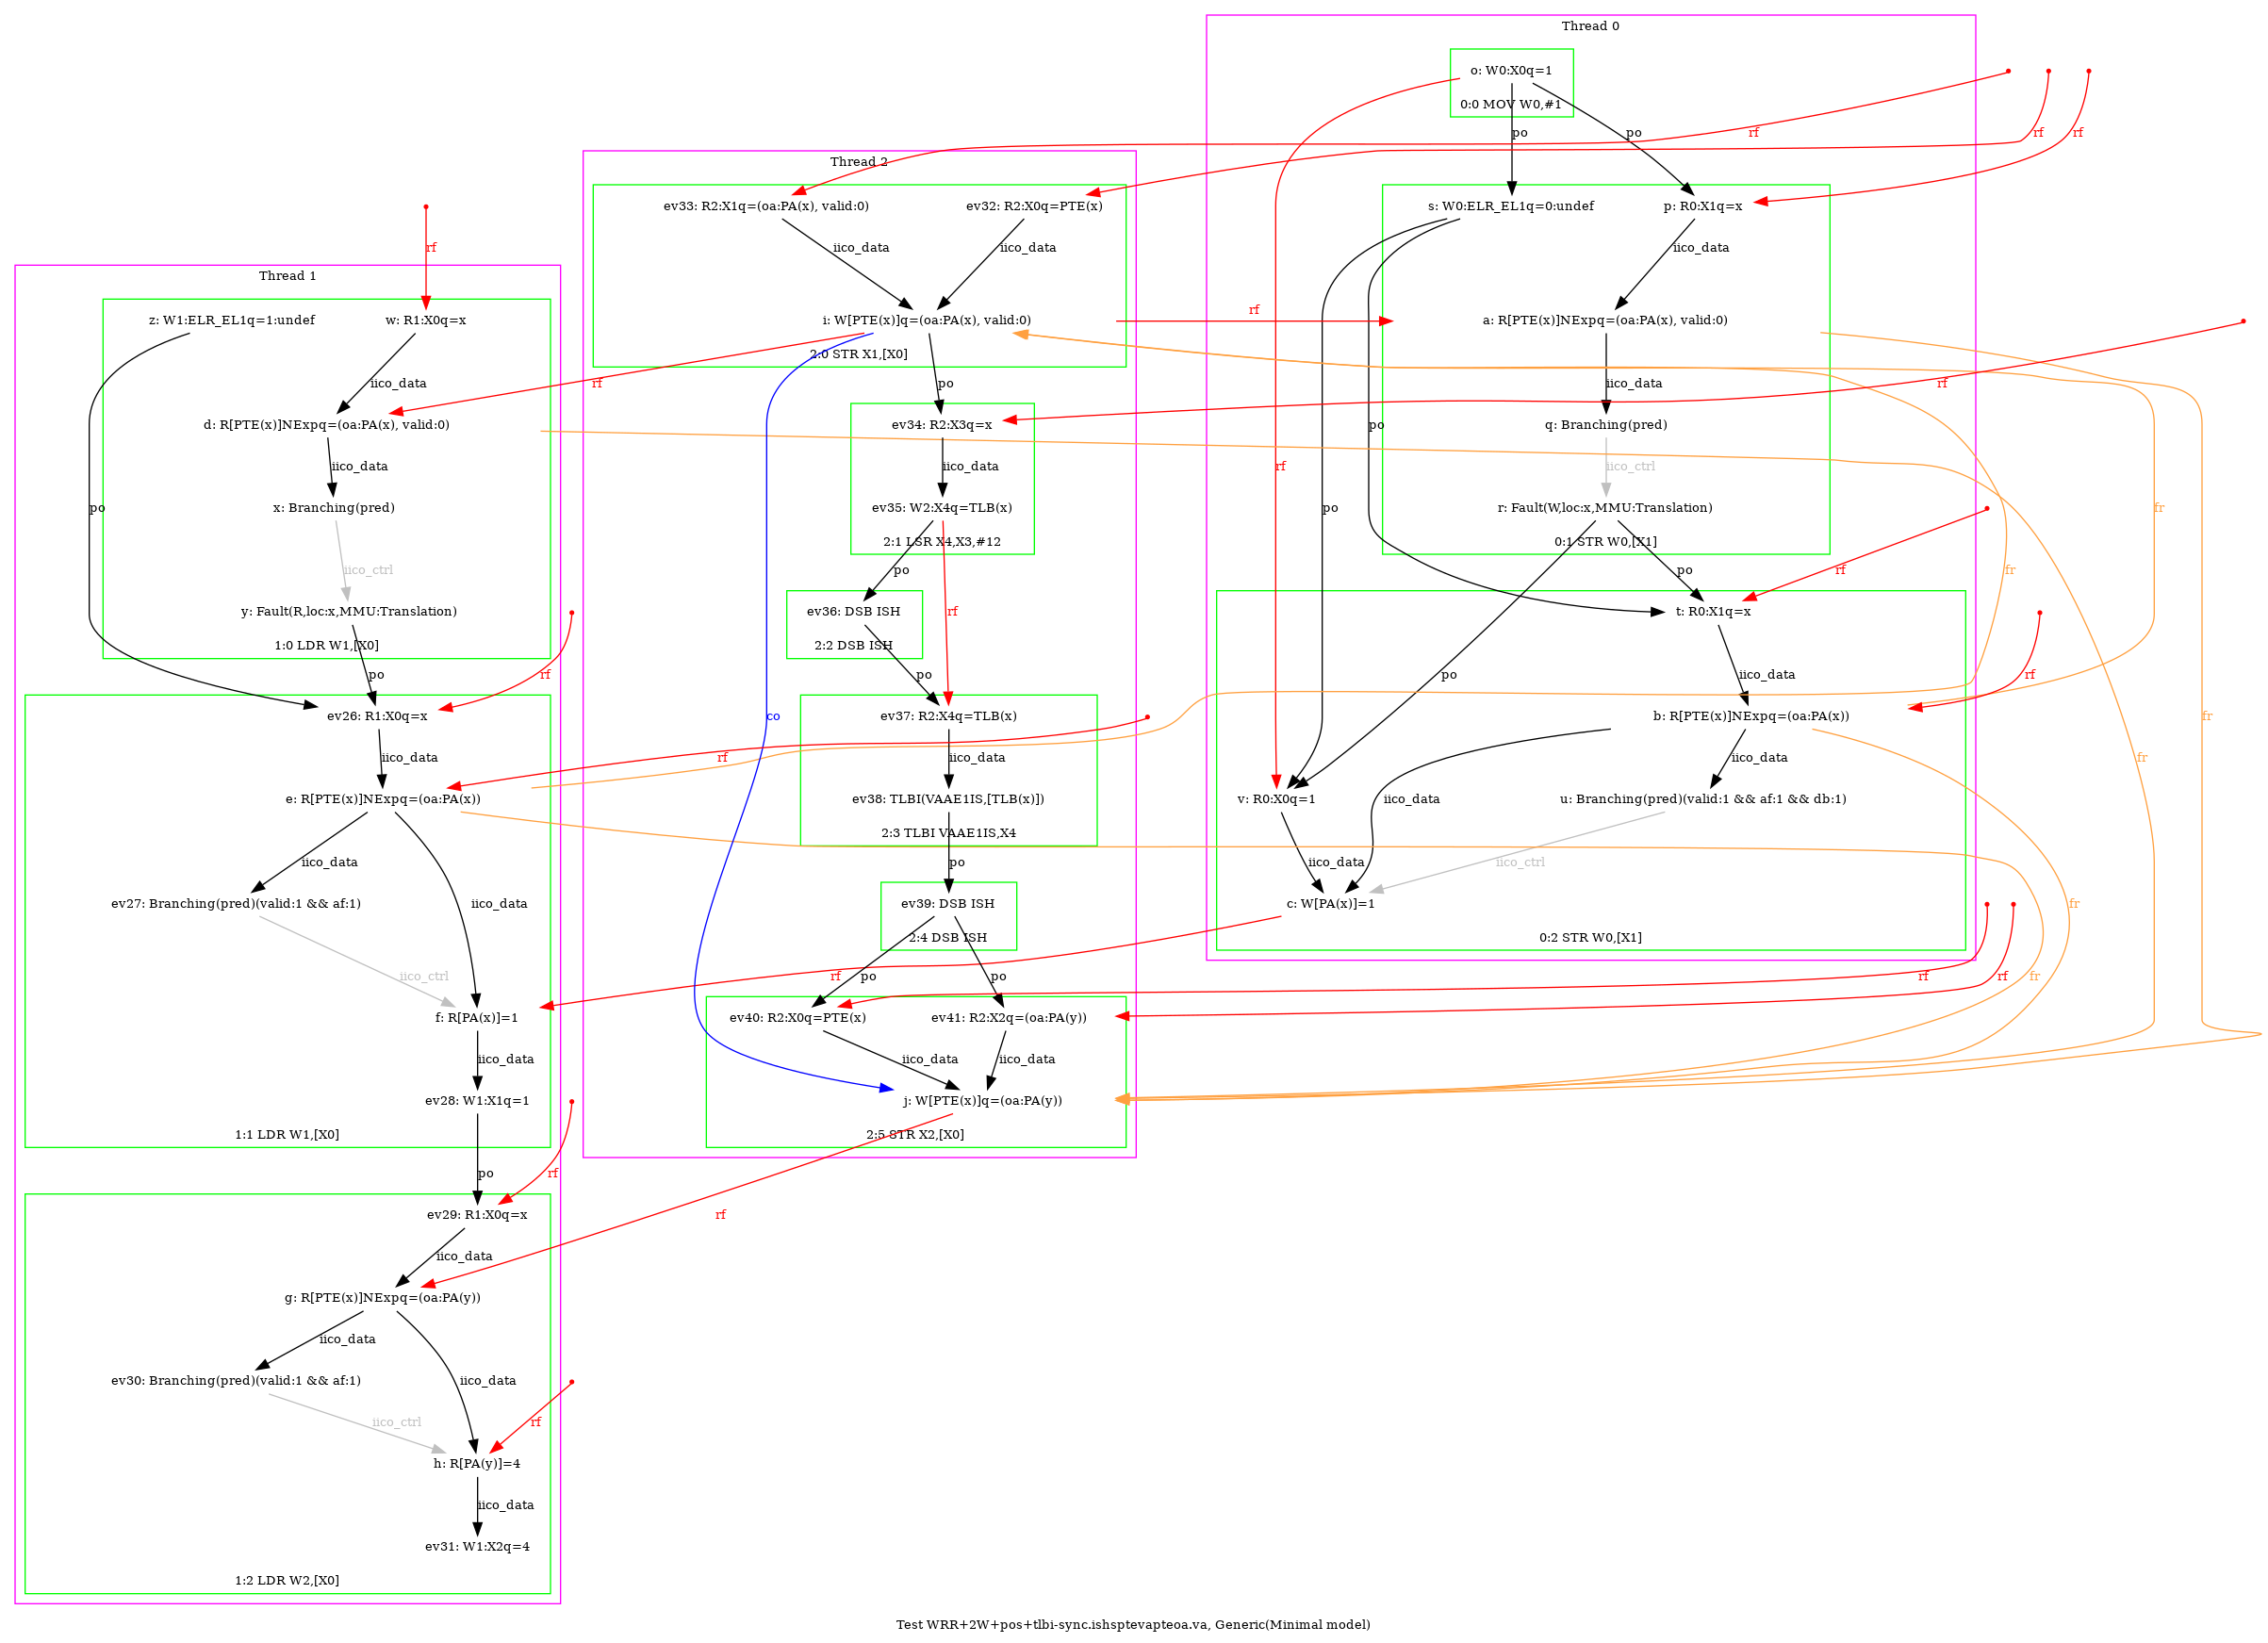 Thread 0
o: W0:X0q=1
0:0 MOV W0,#1
rf
rf
rf
po
po
Thread 2
ev33: R2:X1q=(oa:PA(x), valid:0)
ev32: R2:X0q=PTE(x)
s: W0:ELR_EL1q=0:undef
p: R0:X1q=x
rf
iico_data
iico_data
iico_data
Thread 1
z: W1:ELR_EL1q=1:undef
w: R1:X0q=x
i: W[PTE(x)]q=(oa:PA(x), valid:0)
rf
a: R[PTE(x)]NExpq=(oa:PA(x), valid:0)
2:0 STR X1,[X0]
iico_data
rf
po
iico_data
rf
d: R[PTE(x)]NExpq=(oa:PA(x), valid:0)
ev34: R2:X3q=x
po
q: Branching(pred)
iico_data
iico_data
rf
iico_ctrl
po
x: Branching(pred)
ev35: W2:X4q=TLB(x)
po
r: Fault(W,loc:x,MMU:Translation)
fr
2:1 LSR X4,X3,#12
0:1 STR W0,[X1]
iico_ctrl
po
po
rf
fr
y: Fault(R,loc:x,MMU:Translation)
ev36: DSB ISH
rf
t: R0:X1q=x
1:0 LDR W1,[X0]
2:2 DSB ISH
po
rf
po
po
iico_data
rf
ev26: R1:X0q=x
ev37: R2:X4q=TLB(x)
b: R[PTE(x)]NExpq=(oa:PA(x))
co
fr
iico_data
rf
iico_data
iico_data
fr
e: R[PTE(x)]NExpq=(oa:PA(x))
ev38: TLBI(VAAE1IS,[TLB(x)])
v: R0:X0q=1
iico_data
u: Branching(pred)(valid:1 && af:1 && db:1)
2:3 TLBI VAAE1IS,X4
iico_data
po
iico_data
iico_ctrl
ev27: Branching(pred)(valid:1 && af:1)
iico_data
ev39: DSB ISH
c: W[PA(x)]=1
fr
2:4 DSB ISH
0:2 STR W0,[X1]
iico_ctrl
rf
po
po
rf
rf
fr
f: R[PA(x)]=1
ev40: R2:X0q=PTE(x)
ev41: R2:X2q=(oa:PA(y))
iico_data
iico_data
iico_data
ev28: W1:X1q=1
j: W[PTE(x)]q=(oa:PA(y))
1:1 LDR W1,[X0]
2:5 STR X2,[X0]
po
rf
ev29: R1:X0q=x
rf
iico_data
g: R[PTE(x)]NExpq=(oa:PA(y))
iico_data
ev30: Branching(pred)(valid:1 && af:1)
iico_data
iico_ctrl
rf
h: R[PA(y)]=4
iico_data
ev31: W1:X2q=4
1:2 LDR W2,[X0]
Test WRR+2W+pos+tlbi-sync.ishsptevapteoa.va, Generic(Minimal model)